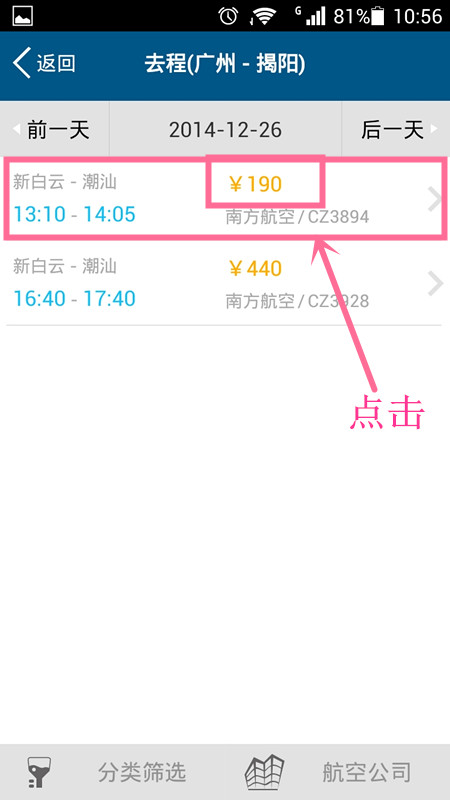 G 81% 10:56
返回 去程(广州 - 揭阳)
前一天 2014-12-26 后一天
新白云 - 潮汕 ￥190
13:10 - 14:05 南方航空/CZ3894
新白云 - 潮汕 ￥440
16:40 - 17:40 南方航空/CZ3928
点击
分类筛选 航空公司